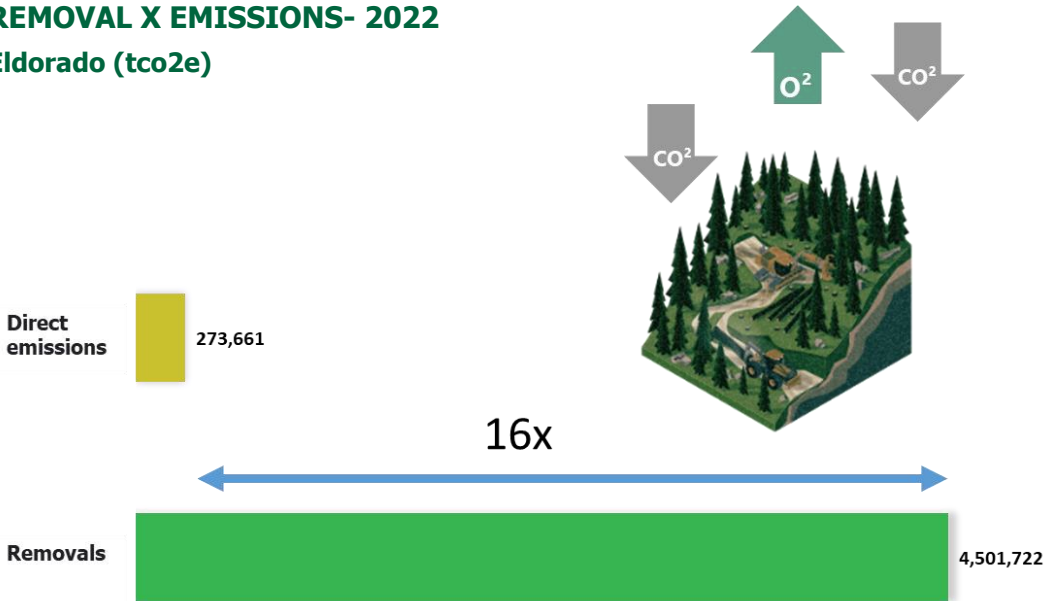 REMOVAL X EMISSIONS- 2022
Eldorado (tco2e)
O²
CO²
CO²
Direct
emissions
273,661
16x
Removals
4,501,722